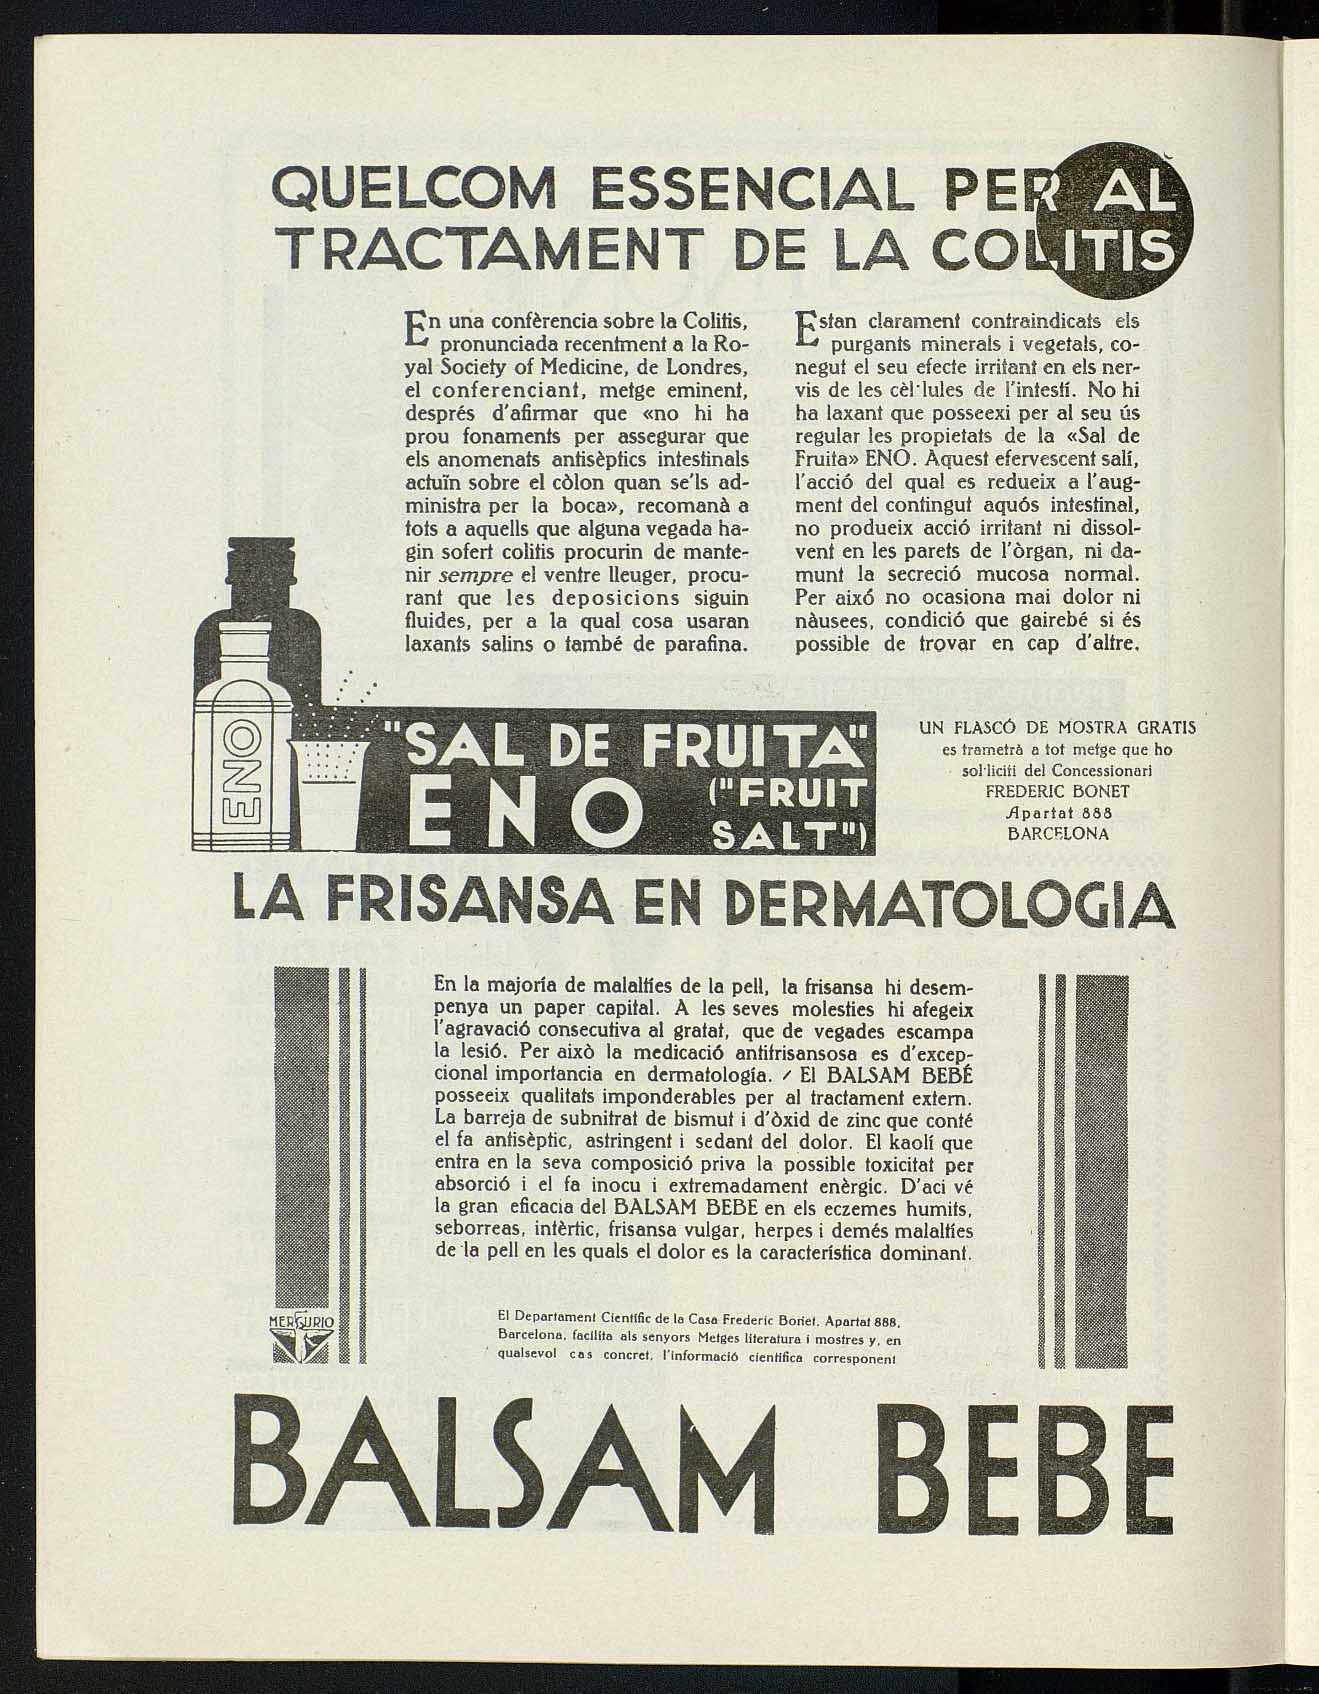 QUELCOM ESSENCIAL PER AL
TRACTAMENT DE LA COLITIS
En una confèrencia sobre la Colitis,
pronunciada recentment a la Ro-
yal Society of Medicine, de Londres,
el conferenciant, metge eminent,
després d'afirmar que «no hi ha
prou fonaments per assegurar que
els anomenats antisèptics intestinals
actuïn sobre el còlon quan se'ls ad-
ministra per la boca», recomanà a
tots a aquells que alguna vegada ha-
gin sofert colitis procurin de mante-
nir sempre el ventre lleuger, procu-
rant que les deposicions siguin
fluides, per a la qual cosa usaran
laxants salins o també de parafina.
Estan clarament contraindicats els
purgants minerals i vegetals, co-
negut el seu efecte irritant en els ner-
vis de les cèl·lules de l'intestí. No hi
ha laxant que posseexi per al seu ús
regular les propietats de la «Sal de
Fruita» ENO. Aquest efervescent salí,
l'acció del qual es redueix a l'aug-
ment del contingut aquós intestinal,
no produeix acció irritant ni dissol-
vent en les parets de l'òrgan, ni da-
munt la secreció mucosa normal.
Per aixó no ocasiona mai dolor ni
nàusees, condició que gairebé si és
possible de trovar en cap d'altre.
ENO
"SAL DE FRUITA"
ENO ("FRUIT
SALT")
UN FLASCÓ DE MOSTRA GRATIS
es trametrà a tot metge que ho
sol·liciti del Concessionari
FREDERIC BONET
Apartat 888
BARCELONA
LA FRISANSA EN DERMATOLOGIA
En la majoría de malaltíes de la pell, la frisansa hi desem-
penya un paper capital. A les seves molesties hi afegeix
l'agravació consecutiva al gratat, que de vegades escampa
la lesió. Per això la medicació antifrisansosa es d'excep-
cional importancia en dermatología. / El BALSAM BEBÉ
posseeix qualitats imponderables per al tractament extern.
La barreja de subnitrat de bismut i d'òxid de zinc que conté
el fa antisèptic, astringent i sedant del dolor. El kaolí que
entra en la seva composició priva la possible toxicitat per
absorció i el fa inocu i extremadament enèrgic. D'aci vé
la gran eficacia del BALSAM BEBE en els eczemes humits,
seborreas, intèrtic, frisansa vulgar, herpes i demés malaltíes
de la pell en les quals el dolor es la característica dominant.
MERCURIO
El Departament Científic de la Casa Frederic Bonet, Apartat 888,
Barcelona, facilita als senyors Metges literatura i mostres y, en
qualsevol cas concret, l'informació científica corresponent
BALSAM BEBE